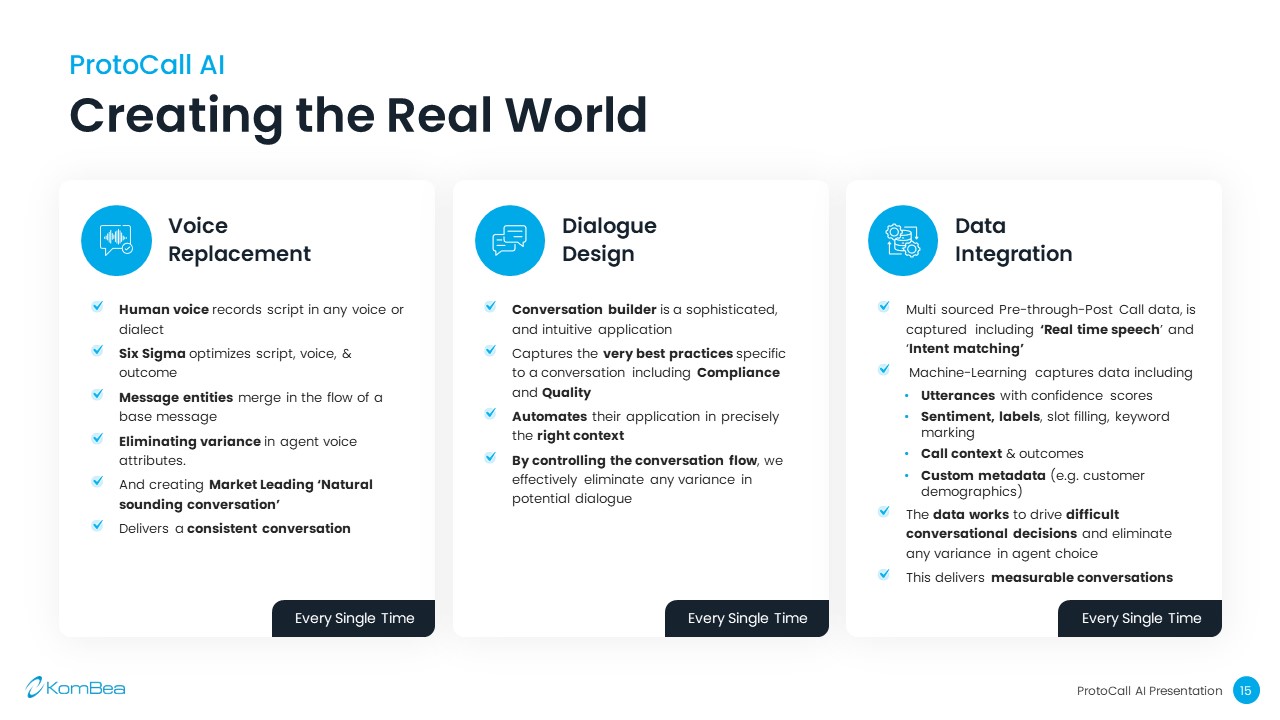 ProtoCall AI
Creating the Real World
Voice
Replacement
Human voice records script in any voice or
dialect
Six Sigma optimizes script, voice, &
outcome
Message entities merge in the flow of a
base message
Eliminating variance in agent voice
attributes.
And creating Market Leading ‘Natural
sounding conversation’
Delivers a consistent conversation
Every Single Time
Dialogue
Design
Conversation builder is a sophisticated,
and intuitive application
Captures the very best practices specific
to a conversation including Compliance
and Quality
Automates their application in precisely
the right context
By controlling the conversation flow, we
effectively eliminate any variance in
potential dialogue
Every Single Time
Data
Integration
Multi sourced Pre-through-Post Call data, is
captured including ‘Real time speech’ and
‘Intent matching’
Machine-Learning captures data including
• Utterances with confidence scores
• Sentiment, labels, slot filling, keyword
marking
• Call context & outcomes
• Custom metadata (e.g. customer
demographics)
The data works to drive difficult
conversational decisions and eliminate
any variance in agent choice
This delivers measurable conversations
Every Single Time
KomBea
ProtoCall AI Presentation 15